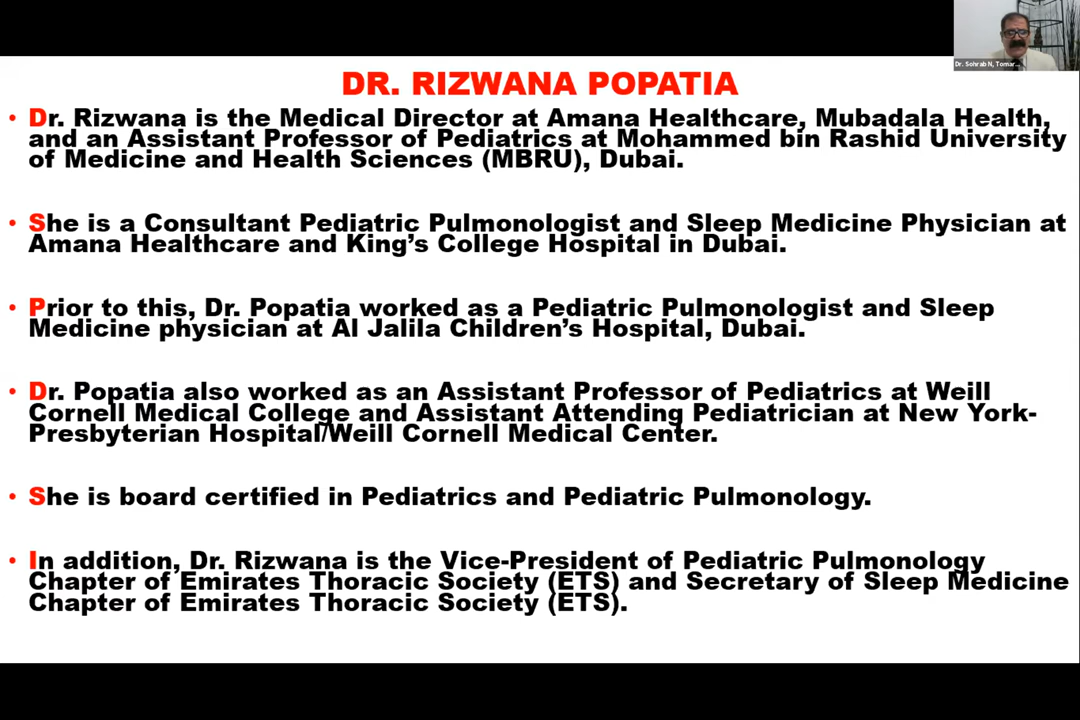 Dr. Sohrab N, Tomar...
DR. RIZWANA POPATIA
• Dr. Rizwana is the Medical Director at Amana Healthcare, Mubadala Health,
and an Assistant Professor of Pediatrics at Mohammed bin Rashid University
of Medicine and Health Sciences (MBRU), Dubai.
• She is a Consultant Pediatric Pulmonologist and Sleep Medicine Physician at
Amana Healthcare and King's College Hospital in Dubai.
• Prior to this, Dr. Popatia worked as a Pediatric Pulmonologist and Sleep
Medicine physician at Al Jalila Children's Hospital, Dubai.
• Dr. Popatia also worked as an Assistant Professor of Pediatrics at Weill
Cornell Medical College and Assistant Attending Pediatrician at New York-
Presbyterian Hospital/Weill Cornell Medical Center.
• She is board certified in Pediatrics and Pediatric Pulmonology.
• In addition, Dr. Rizwana is the Vice-President of Pediatric Pulmonology
Chapter of Emirates Thoracic Society (ETS) and Secretary of Sleep Medicine
Chapter of Emirates Thoracic Society (ETS).